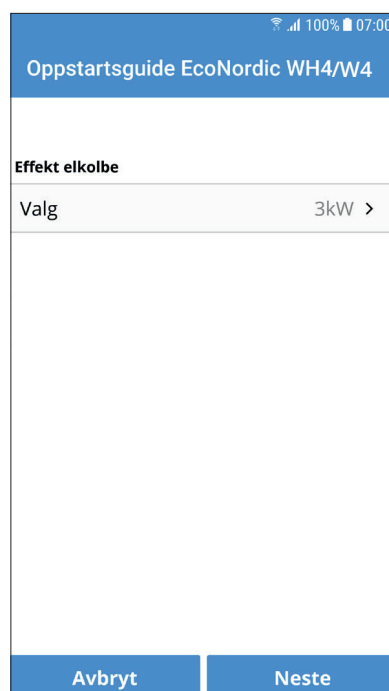 100% 07:00
Oppstartsguide EcoNordic WH4/W4
Effekt elkolbe
Valg 3kW
Avbryt Neste